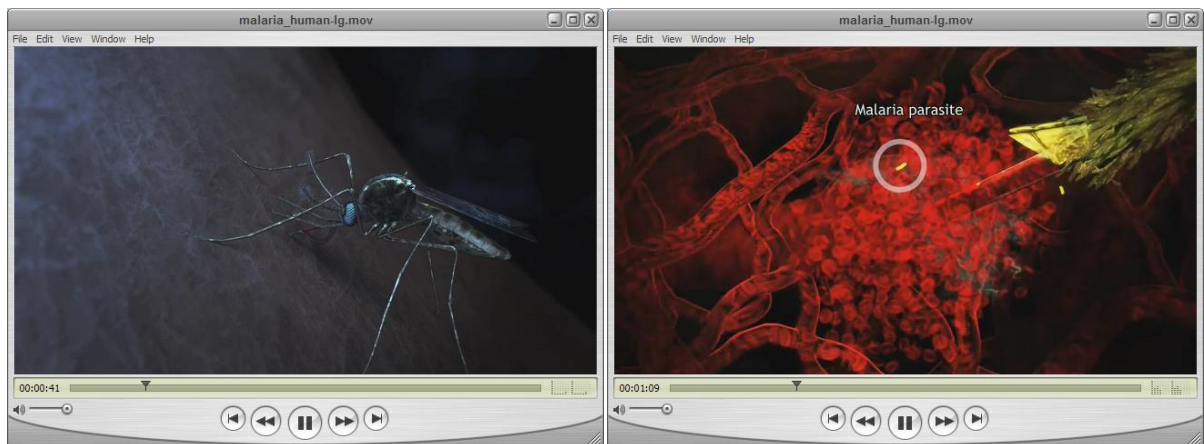 malaria_human-lg.mov
File Edit View Window Help
00:00:41
malaria_human-lg.mov
File Edit View Window Help
Malaria parasite
00:01:09